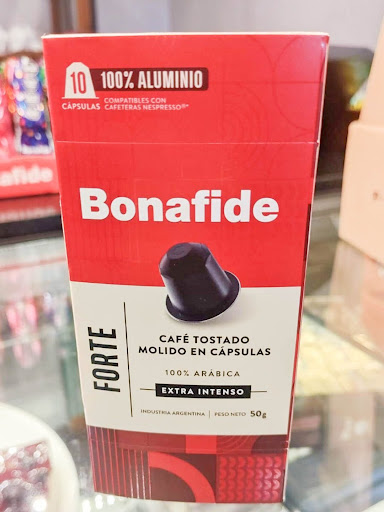 10
CÁPSULAS
100% ALUMINIO
COMPATIBLES CON
CAFETERAS NESPRESSO®*
afide
Bonafide
FORTE
CAFÉ TOSTADO
MOLIDO EN CÁPSULAS
100% ARÁBICA
EXTRA INTENSO
INDUSTRIA ARGENTINA | PESO NETO 50g